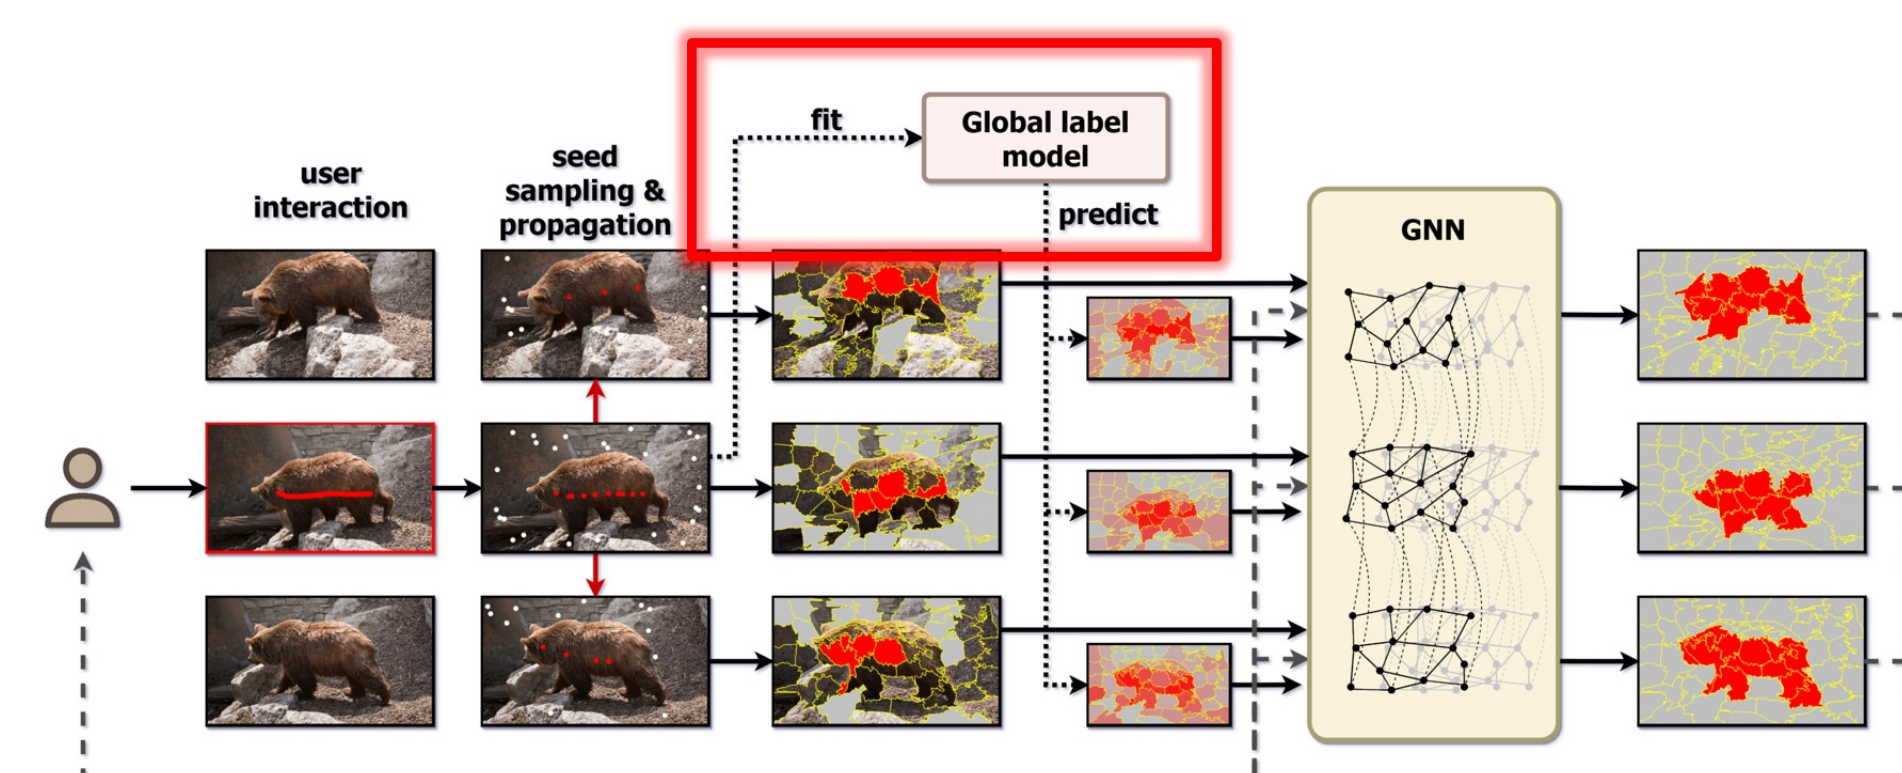 fit
Global label
model
predict
user
interaction
seed
sampling &
propagation
GNN